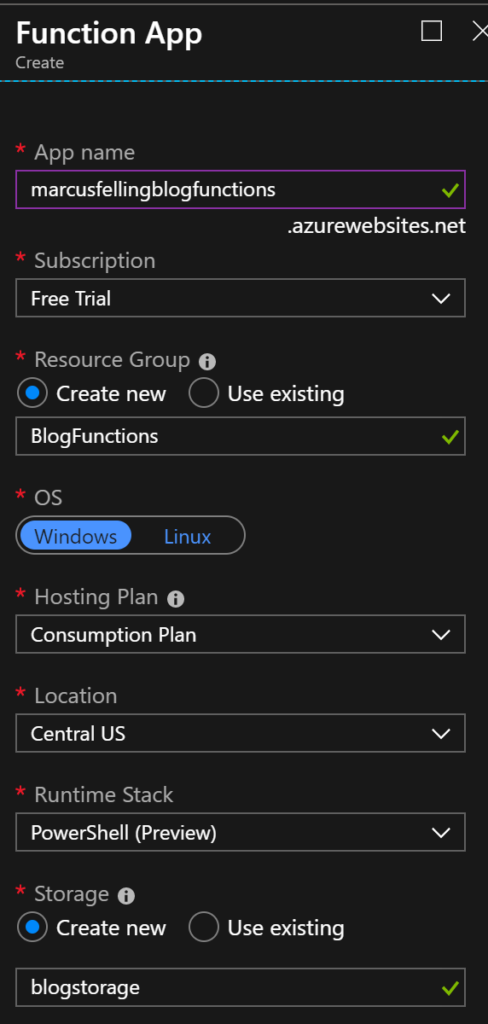 Function App
Create
* App name
marcusfellingblogfunctions
.azurewebsites.net
* Subscription
Free Trial
* Resource Group
Create new Use existing
BlogFunctions
* OS
Windows Linux
* Hosting Plan
Consumption Plan
* Location
Central US
* Runtime Stack
PowerShell (Preview)
* Storage
Create new Use existing
blogstorage